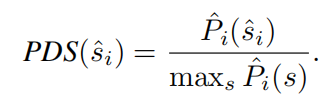 PDS(ŝᵢ) = P̂ᵢ(ŝᵢ) / maxₛ P̂ᵢ(s).